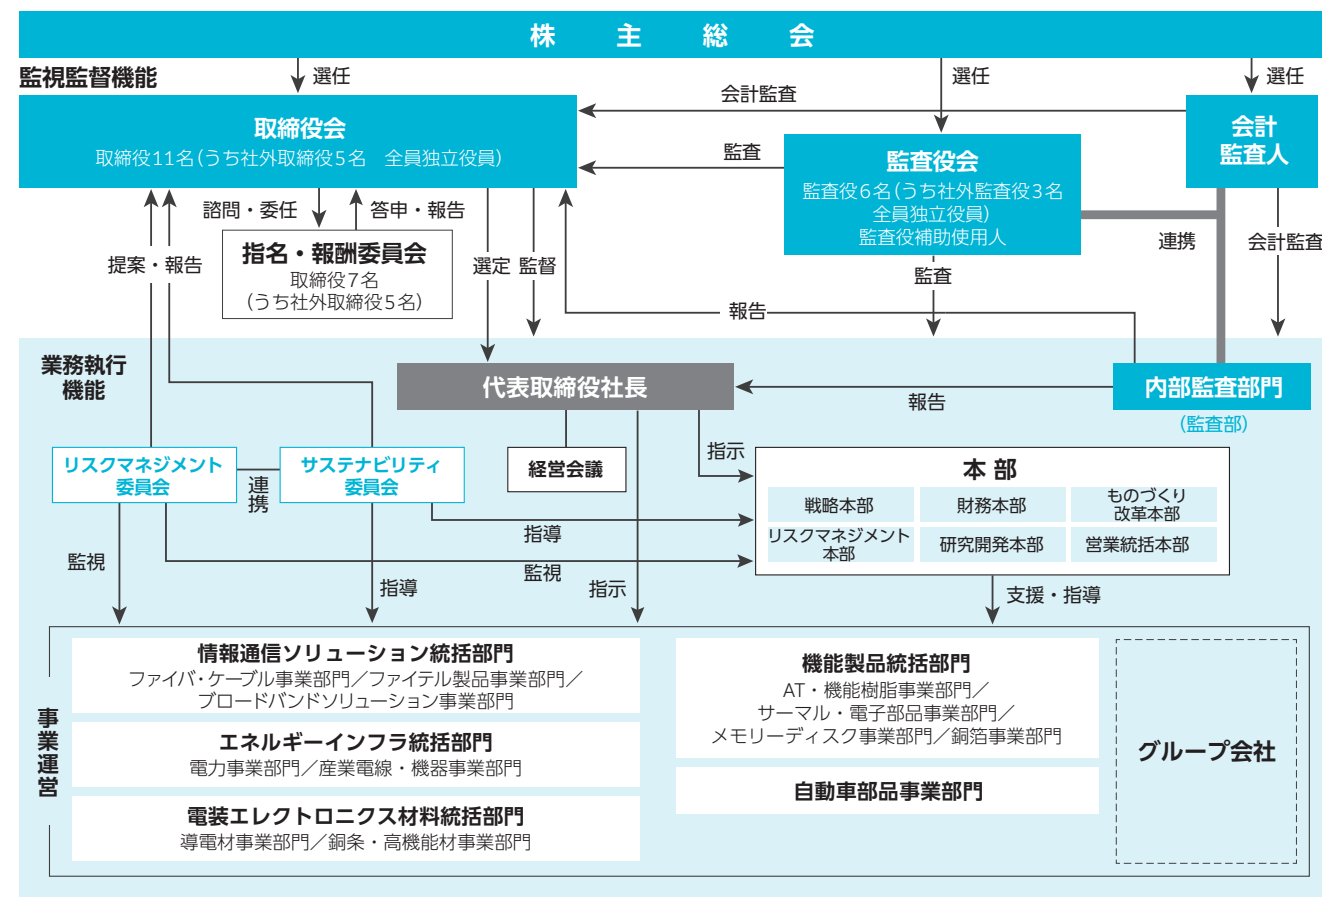 株主総会
監視監督機能
選任
選任
選任
会計監査
取締役会
取締役11名(うち社外取締役5名　全員独立役員)
監査
監査役会
監査役6名(うち社外監査役3名
全員独立役員)
監査役補助使用人
会計
監査人
諮問・委任
答申・報告
提案・報告
指名・報酬委員会
取締役7名
(うち社外取締役5名)
選定
監督
監査
連携
会計監査
報告
業務執行
機能
代表取締役社長
報告
内部監査部門
(監査部)
リスクマネジメント
委員会
連携
サステナビリティ
委員会
経営会議
指示
本部
戦略本部
財務本部
ものづくり
改革本部
リスクマネジメント
本部
研究開発本部
営業統括本部
指導
監視
監視
指導
指示
支援・指導
事業運営
情報通信ソリューション統括部門
ファイバ・ケーブル事業部門／ファイテル製品事業部門／
ブロードバンドソリューション事業部門
エネルギーインフラ統括部門
電力事業部門／産業電線・機器事業部門
電装エレクトロニクス材料統括部門
導電材事業部門／銅条・高機能材事業部門
機能製品統括部門
AT・機能樹脂事業部門／
サーマル・電子部品事業部門／
メモリーディスク事業部門／銅箔事業部門
自動車部品事業部門
グループ会社